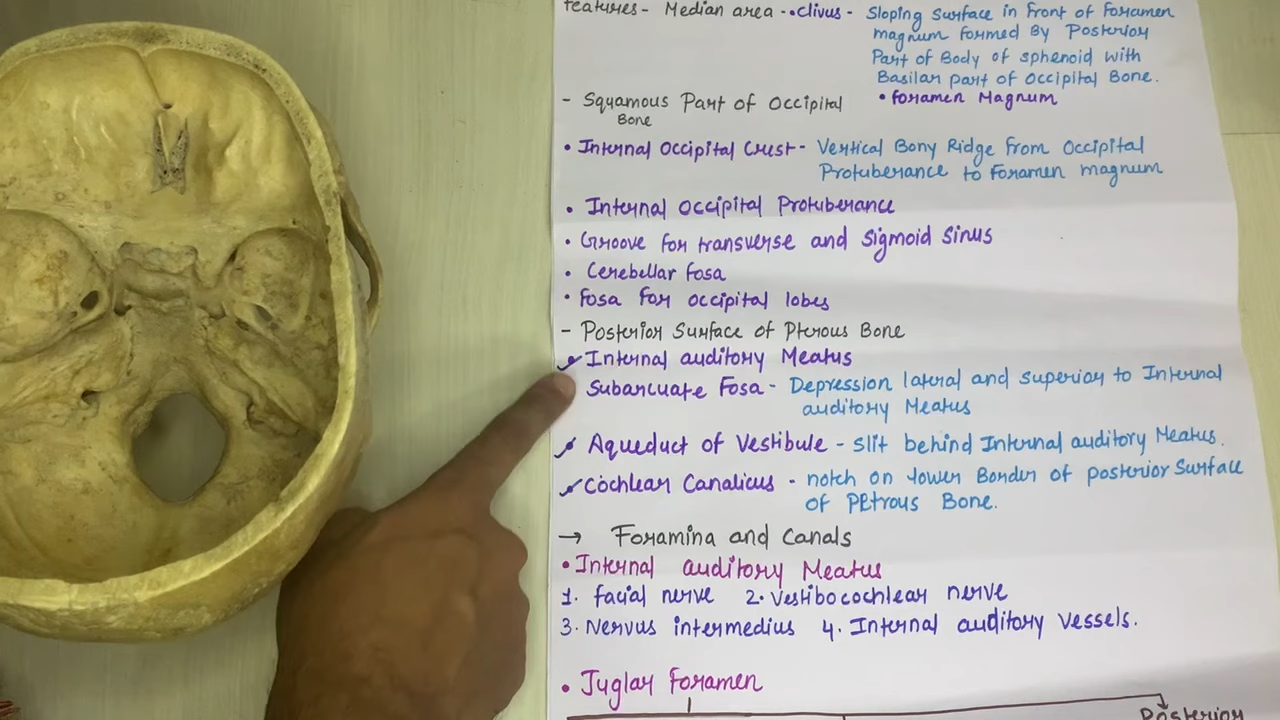 features - Median area -• Clivus - Sloping Surface in Front of Foramen
magnum formed By Posterior
Part of Body of sphenoid with
Basilar part of Occipital Bone.
- Squamous Part of Occipital Bone
• Foramen Magnum
• Internal Occipital Crest - Vertical Bony Ridge From Occipital
Protuberance to Foramen magnum
• Internal Occipital Protuberance
• Groove for transverse and Sigmoid Sinus
• Cerebellar Fosa
• Fosa for occipital lobes
- Posterior Surface of Pterous Bone
Internal auditory Meatus
Subarcuate Fosa - Depression lateral and superior to Internal
auditory Meatus
Aqueduct of Vestibule - Slit behind Internal auditory Meatus.
Cochlear Canalicus - notch on lower Border of posterior Surface
of Petrous Bone.
→ Foramina and Canals
• Internal auditory Meatus
1. facial nerve 2. Vestibocochlear nerve
3. Nervus intermedius 4. Internal auditory vessels.
• Juglar Foramen
Posterior